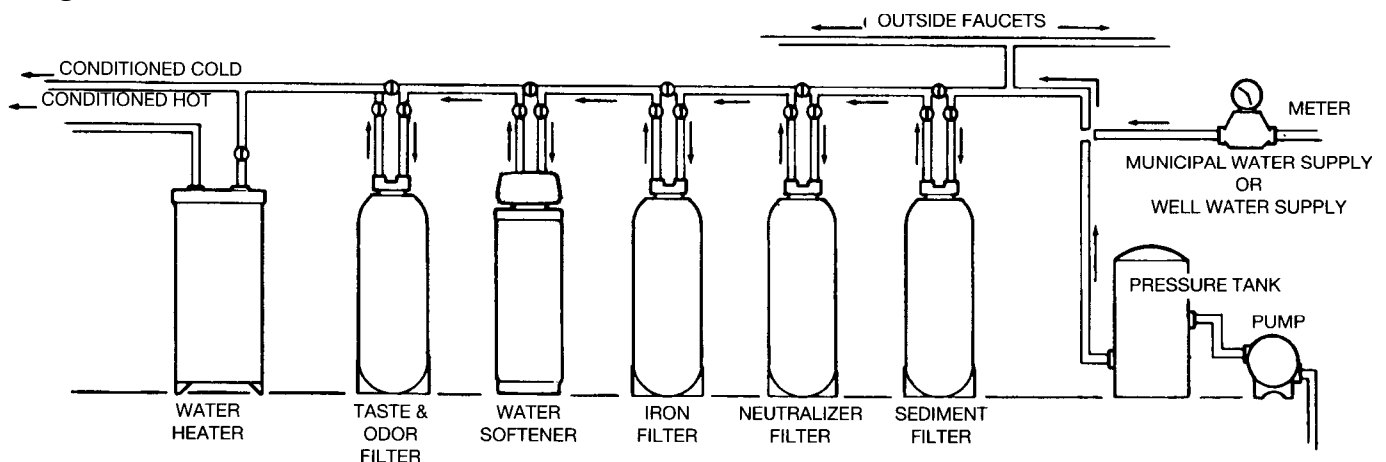 OUTSIDE FAUCETS
CONDITIONED COLD
CONDITIONED HOT
METER
MUNICIPAL WATER SUPPLY
OR
WELL WATER SUPPLY
PRESSURE TANK
PUMP
WATER
HEATER
TASTE &
ODOR
FILTER
WATER
SOFTENER
IRON
FILTER
NEUTRALIZER
FILTER
SEDIMENT
FILTER